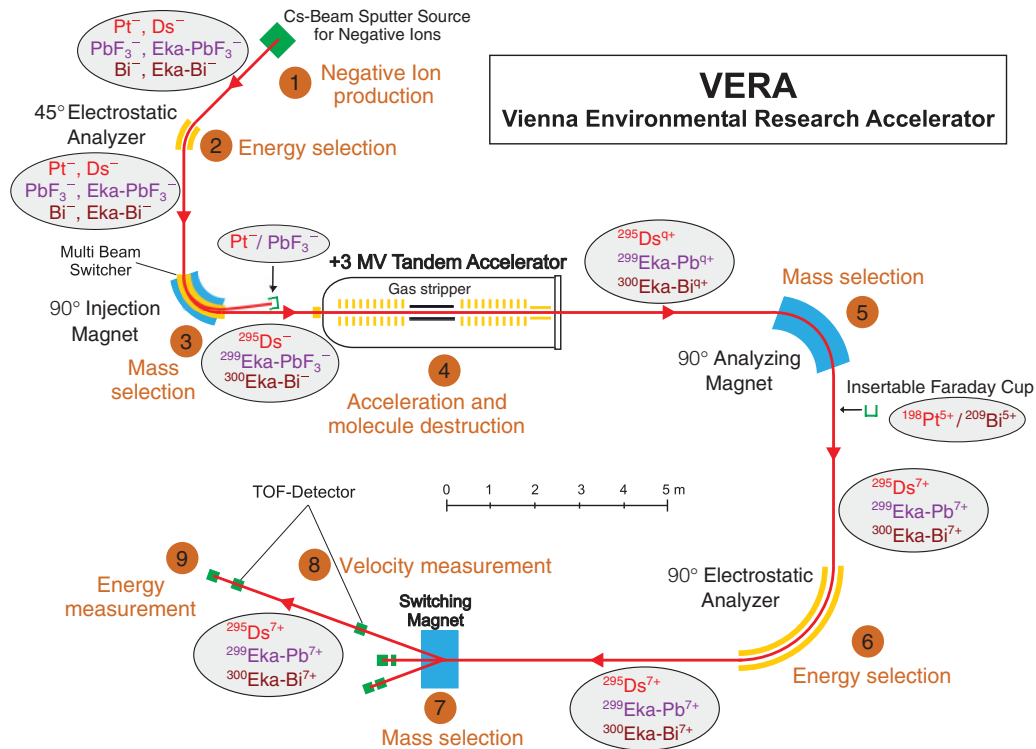 Cs-Beam Sputter Source
for Negative Ions
Pt⁻, Ds⁻
PbF₃⁻, Eka-PbF₃⁻
Bi⁻, Eka-Bi⁻
1
Negative Ion
production
VERA
Vienna Environmental Research Accelerator
45° Electrostatic
Analyzer
2
Energy selection
Pt⁻, Ds⁻
PbF₃⁻, Eka-PbF₃⁻
Bi⁻, Eka-Bi⁻
Multi Beam
Switcher
Pt⁻/ PbF₃⁻
90° Injection
Magnet
3
Mass
selection
²⁹⁵Ds⁻
²⁹⁹Eka-PbF₃⁻
³⁰⁰Eka-Bi⁻
+3 MV Tandem Accelerator
Gas stripper
4
Acceleration and
molecule destruction
²⁹⁵Ds^q+
²⁹⁹Eka-Pb^q+
³⁰⁰Eka-Bi^q+
Mass selection
5
90° Analyzing
Magnet
Insertable Faraday Cup
¹⁹⁸Pt⁵⁺/ ²⁰⁹Bi⁵⁺
²⁹⁵Ds⁷⁺
²⁹⁹Eka-Pb⁷⁺
³⁰⁰Eka-Bi⁷⁺
90° Electrostatic
Analyzer
6
Energy selection
²⁹⁵Ds⁷⁺
²⁹⁹Eka-Pb⁷⁺
³⁰⁰Eka-Bi⁷⁺
0 1 2 3 4 5 m
Switching
Magnet
7
Mass selection
TOF-Detector
8
Velocity measurement
9
Energy
measurement
²⁹⁵Ds⁷⁺
²⁹⁹Eka-Pb⁷⁺
³⁰⁰Eka-Bi⁷⁺